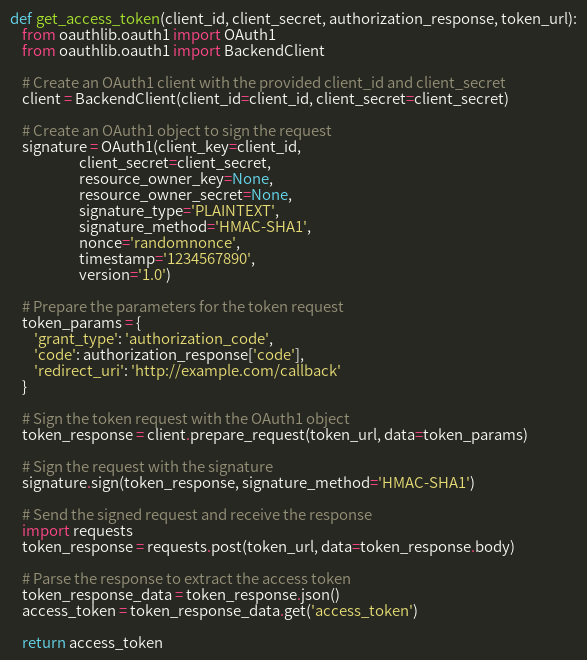 def get_access_token(client_id, client_secret, authorization_response, token_url):
    from oauthlib.oauth1 import OAuth1
    from oauthlib.oauth1 import BackendClient

    # Create an OAuth1 client with the provided client_id and client_secret
    client = BackendClient(client_id=client_id, client_secret=client_secret)

    # Create an OAuth1 object to sign the request
    signature = OAuth1(client_key=client_id,
                       client_secret=client_secret,
                       resource_owner_key=None,
                       resource_owner_secret=None,
                       signature_type='PLAINTEXT',
                       signature_method='HMAC-SHA1',
                       nonce='randomnonce',
                       timestamp='1234567890',
                       version='1.0')

    # Prepare the parameters for the token request
    token_params = {
        'grant_type': 'authorization_code',
        'code': authorization_response['code'],
        'redirect_uri': 'http://example.com/callback'
    }

    # Sign the token request with the OAuth1 object
    token_response = client.prepare_request(token_url, data=token_params)

    # Sign the request with the signature
    signature.sign(token_response, signature_method='HMAC-SHA1')

    # Send the signed request and receive the response
    import requests
    token_response = requests.post(token_url, data=token_response.body)

    # Parse the response to extract the access token
    token_response_data = token_response.json()
    access_token = token_response_data.get('access_token')

    return access_token